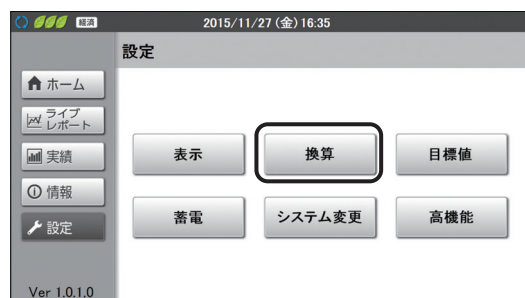 経済 2015/11/27 (金) 16:35
設定
ホーム
ライブ
レポート
実績
情報
設定
表示 換算 目標値
蓄電 システム変更 高機能
Ver 1.0.1.0